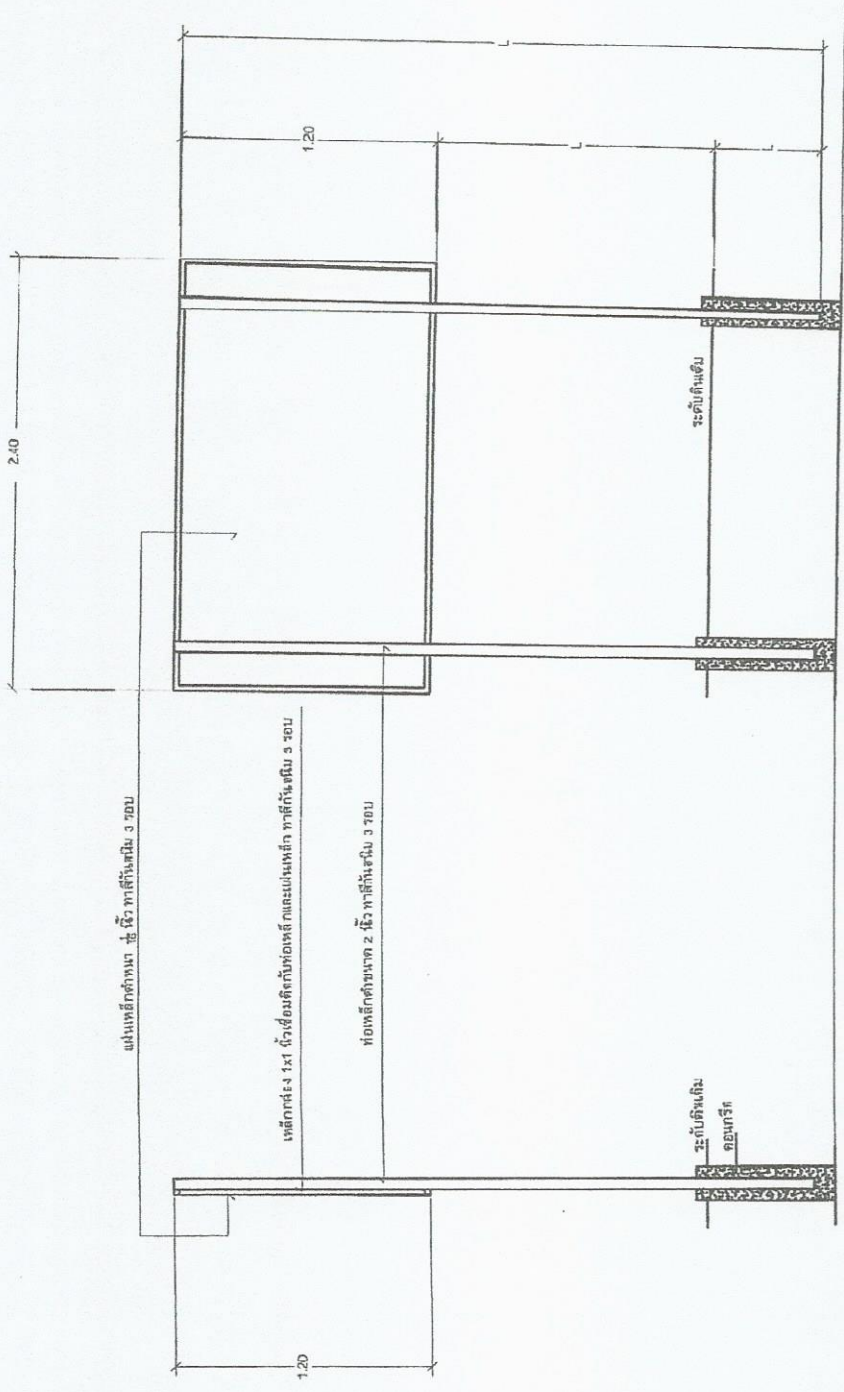 2.40
แผ่นเหล็กดำหนา 1/16 นิ้ว ทาสีกันสนิม 3 รอบ
เหล็กกล่อง 1x1 นิ้วเชื่อมติดกับท่อเหล็กและแผ่นเหล็ก ทาสีกันสนิม 3 รอบ
ท่อเหล็กดำขนาด 2 นิ้ว ทาสีกันสนิม 3 รอบ
1.20
L
L
L
ระดับดินเดิม
1.20
ระดับดินเดิม
คอนกรีต